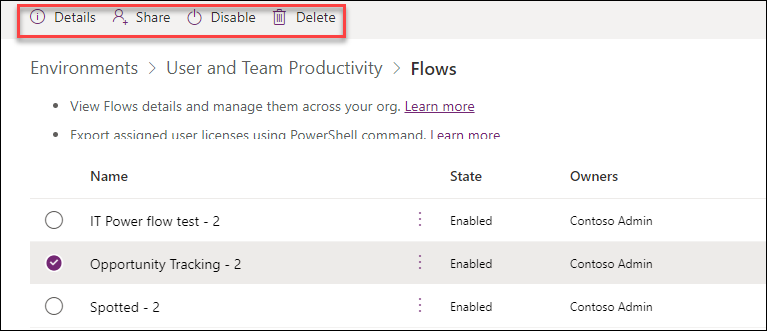 Details Share Disable Delete
Environments > User and Team Productivity > Flows
• View Flows details and manage them across your org. Learn more
• Export assigned user licenses using PowerShell command. Learn more
Name State Owners
IT Power flow test - 2 Enabled Contoso Admin
Opportunity Tracking - 2 Enabled Contoso Admin
Spotted - 2 Enabled Contoso Admin